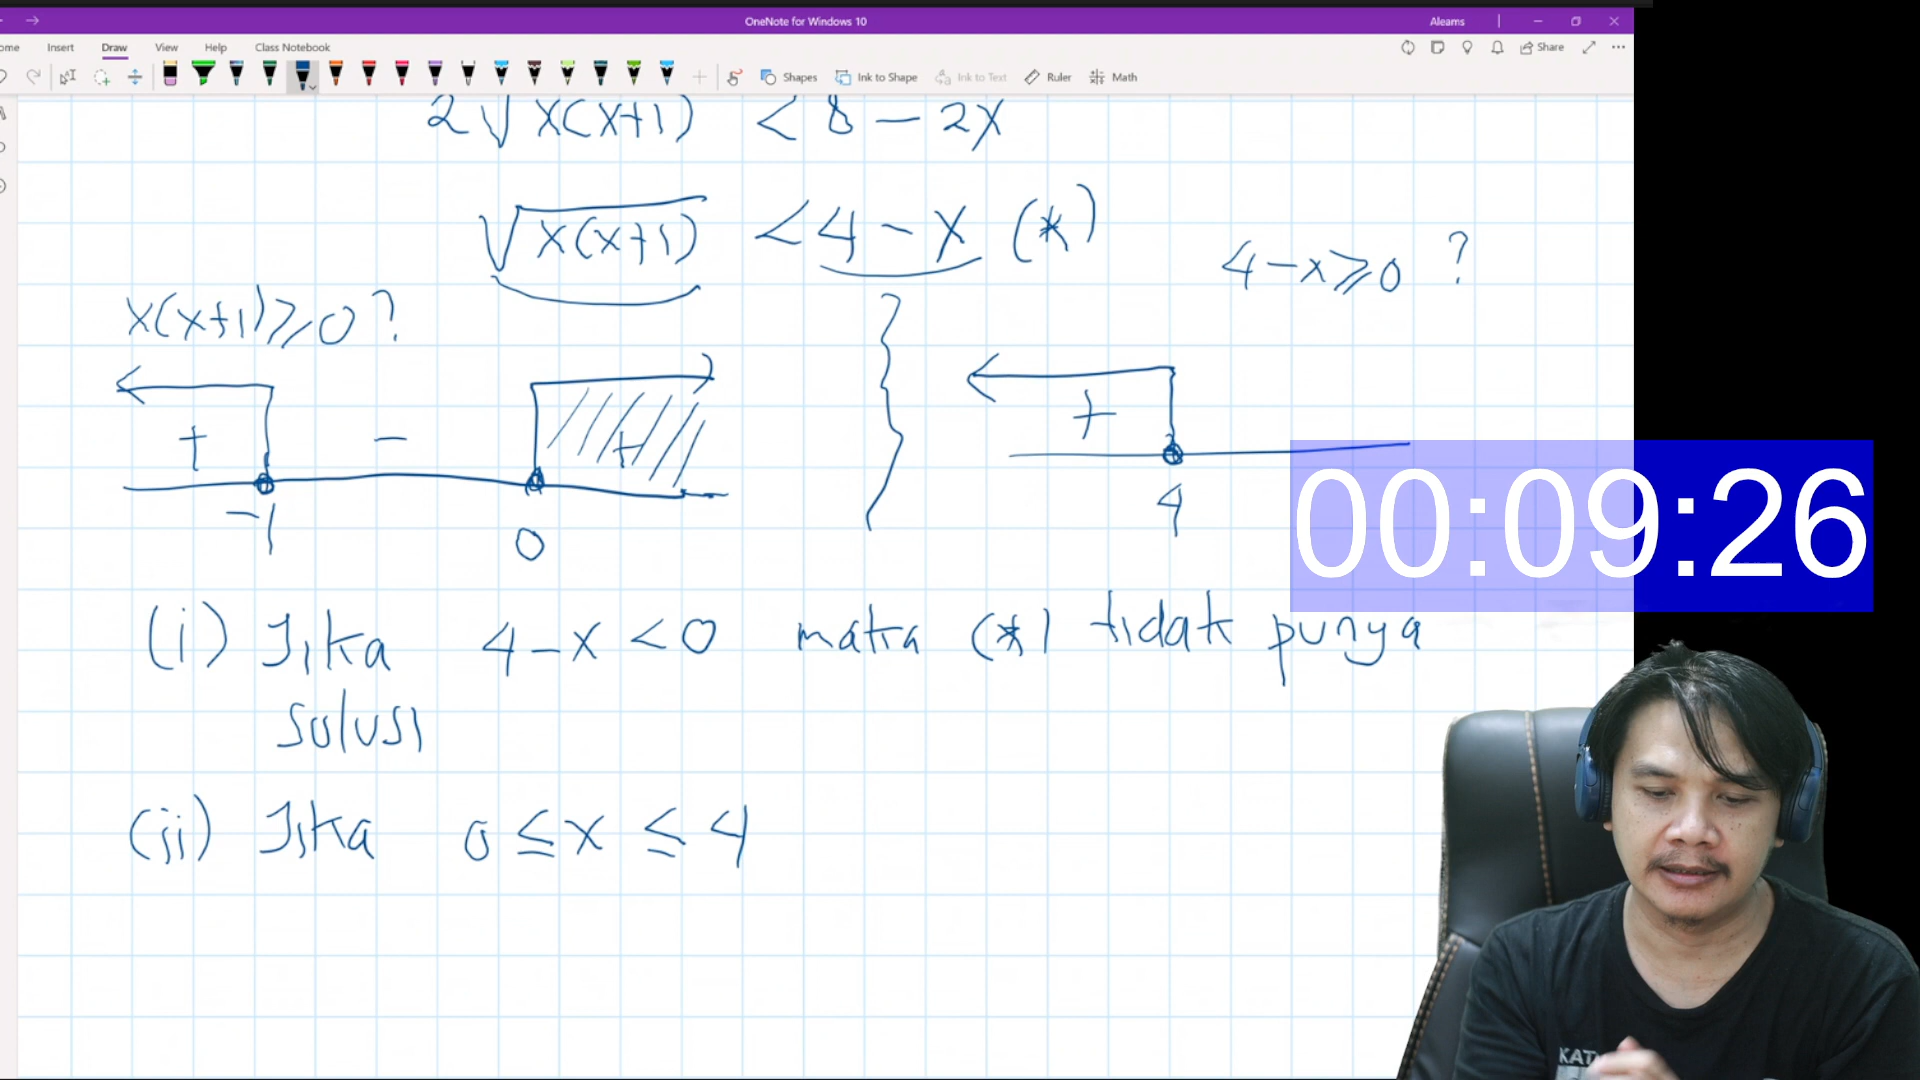 OneNote for Windows 10
Aleams
Insert Draw View Help Class Notebook
Share
Shapes Ink to Shape Ink to Text Ruler Math
2√x(x+1) < 8 - 2x
√x(x+1) < 4 - x (*)
4-x⩾0 ?
x(x+1)⩾0?
+ - +
+
-1
0
4
00:09:26
(i) Jika 4-x <0 maka (*) tidak punya
solusi
(ii) Jika 0 ≤ x ≤ 4